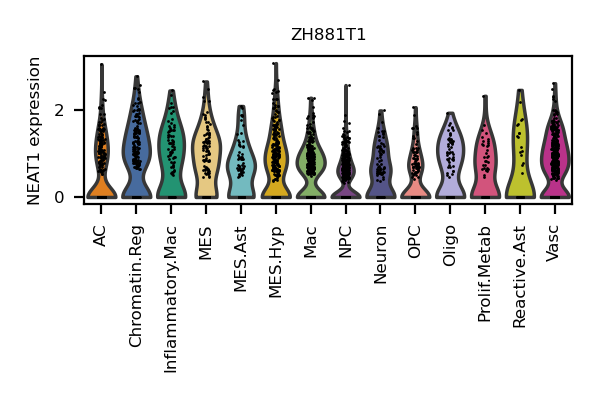 ZH881T1
NEAT1 expression
2
0
AC
Chromatin.Reg
Inflammatory.Mac
MES
MES.Ast
MES.Hyp
Mac
NPC
Neuron
OPC
Oligo
Prolif.Metab
Reactive.Ast
Vasc